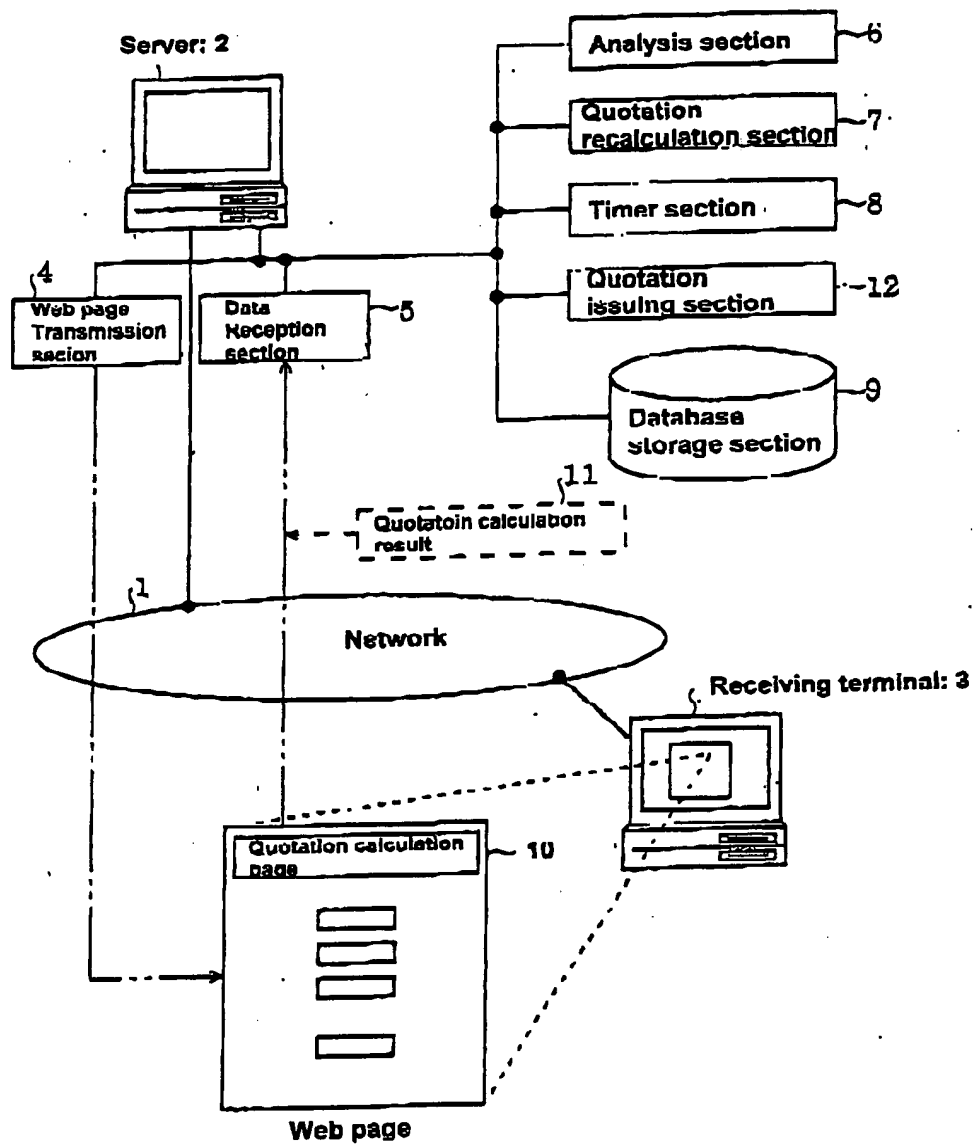 Server: 2
Analysis section
6
Quotation
recalculation section
7
Timer section
8
Quotation
issuing section
12
Database
storage section
9
4
Web page
Transmission
secion
Data
Reception
section
5
11
Quotatoin calculation
result
1
Network
Receiving terminal: 3
Quotation calculation
page
10
Web page